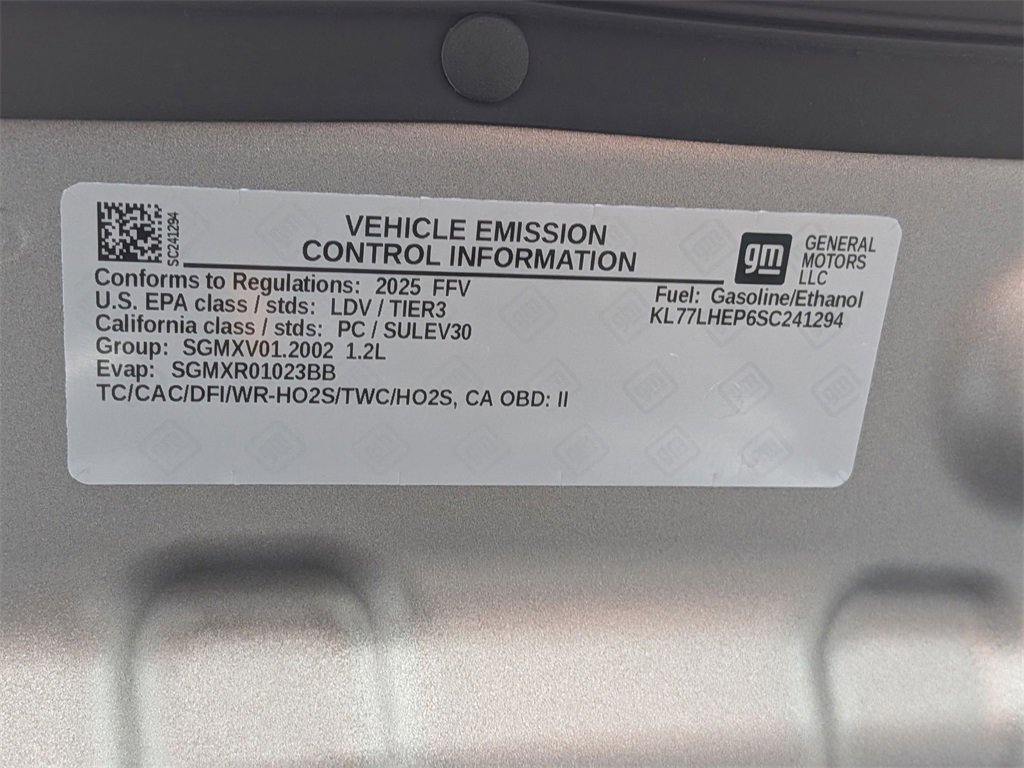 SC241294
VEHICLE EMISSION
CONTROL INFORMATION
gm
GENERAL
MOTORS
LLC
Conforms to Regulations: 2025 FFV
U.S. EPA class / stds: LDV / TIER3
California class / stds: PC / SULEV30
Group: SGMXV01.2002 1.2L
Evap: SGMXR01023BB
TC/CAC/DFI/WR-HO2S/TWC/HO2S, CA OBD: II
Fuel: Gasoline/Ethanol
KL77LHEP6SC241294